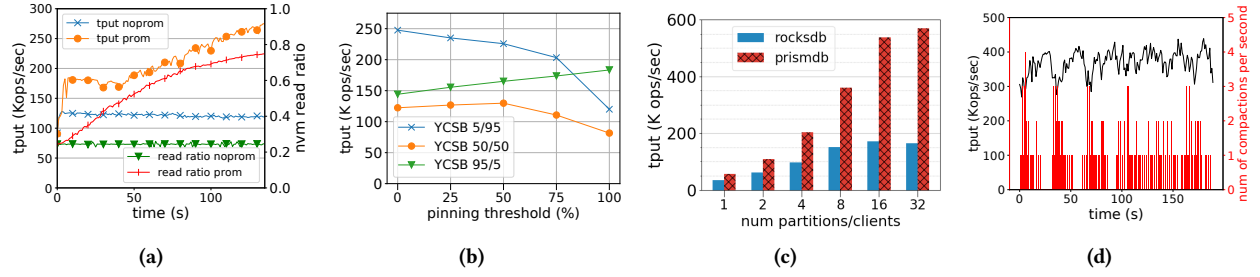 300
250
200
150
100
50
0
tput (Kops/sec)
tput noprom
tput prom
read ratio noprom
read ratio prom
1.0
0.8
0.6
0.4
0.2
0.0
nvm read ratio
0 50 100
time (s)
(a)
250
200
150
100
50
0
tput (K ops/sec)
YCSB 5/95
YCSB 50/50
YCSB 95/5
0 25 50 75 100
pinning threshold (%)
(b)
600
400
200
0
tput (K ops/sec)
rocksdb
prismdb
1 2 4 8 16 32
num partitions/clients
(c)
500
400
300
200
100
0
tput (Kops/sec)
5
4
3
2
1
0
num of compactions per second
0 50 100 150
time (s)
(d)